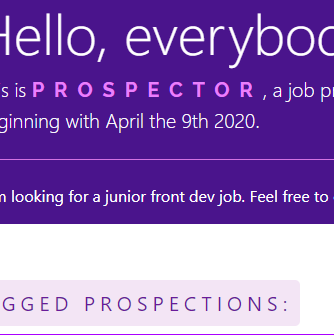 Hello, everyboo
s is PROSPECTOR, a job p
ginning with April the 9th 2020.
m looking for a junior front dev job. Feel free to
GGED PROSPECTIONS: